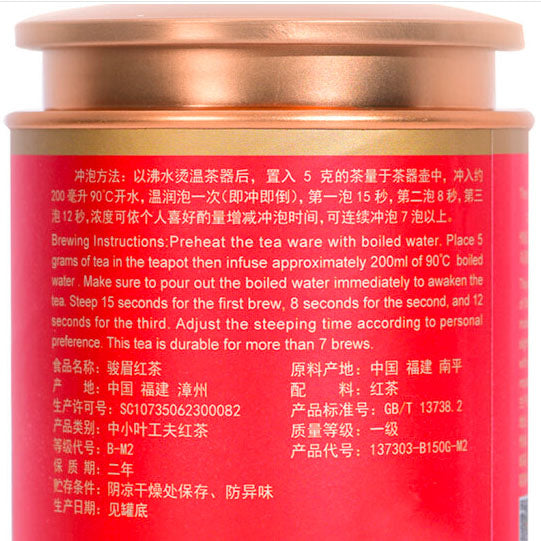 冲泡方法：以沸水烫温茶器后，置入 5 克的茶量于茶器壶中，冲入约
200 毫升 90℃开水，温润泡一次(即冲即倒)，第一泡 15 秒，第二泡 8 秒，第三
泡 12 秒，浓度可依个人喜好酌量增减冲泡时间，可连续冲泡 7 泡以上。
Brewing Instructions:Preheat the tea ware with boiled water. Place 5
grams of tea in the teapot then infuse approximately 200ml of 90℃ boiled
water . Make sure to pour out the boiled water immediately to awaken the
tea. Steep 15 seconds for the first brew, 8 seconds for the second, and 12
seconds for the third. Adjust the steeping time according to personal
preference. This tea is durable for more than 7 brews.
食品名称：骏眉红茶 原料产地：中国 福建 南平
产 地：中国 福建 漳州 配 料：红茶
生产许可号：SC10735062300082 产品标准号：GB/T 13738.2
产品类别：中小叶工夫红茶 质量等级：一级
等级代号：B-M2 产品代号：137303-B150G-M2
保 质 期：二年
贮存条件：阴凉干燥处保存、防异味
生产日期：见罐底